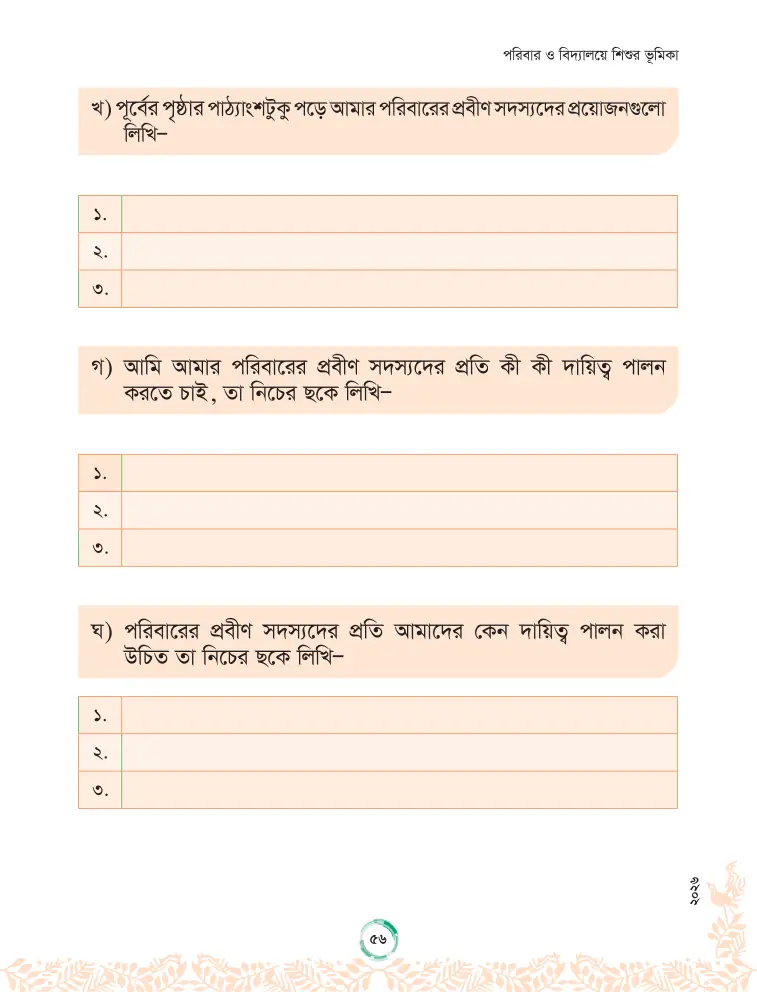 পরিবার ও বিদ্যালয়ে শিশুর ভূমিকা
খ) পূর্বের পৃষ্ঠার পাঠ্যাংশটুকু পড়ে আমার পরিবারের প্রবীণ সদস্যদের প্রয়োজনগুলো
লিখি–
১.
২.
৩.
গ) আমি আমার পরিবারের প্রবীণ সদস্যদের প্রতি কী কী দায়িত্ব পালন
করতে চাই, তা নিচের ছকে লিখি–
১.
২.
৩.
ঘ) পরিবারের প্রবীণ সদস্যদের প্রতি আমাদের কেন দায়িত্ব পালন করা
উচিত তা নিচের ছকে লিখি–
১.
২.
৩.
২০২৬
৫৬